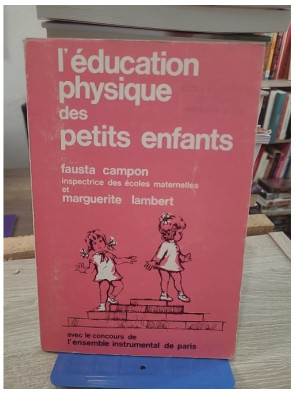 l'éducation
physique
des
petits enfants
fausta campon
inspectrice des écoles maternelles
et
marguerite lambert
avec le concours de
l'ensemble instrumental de paris